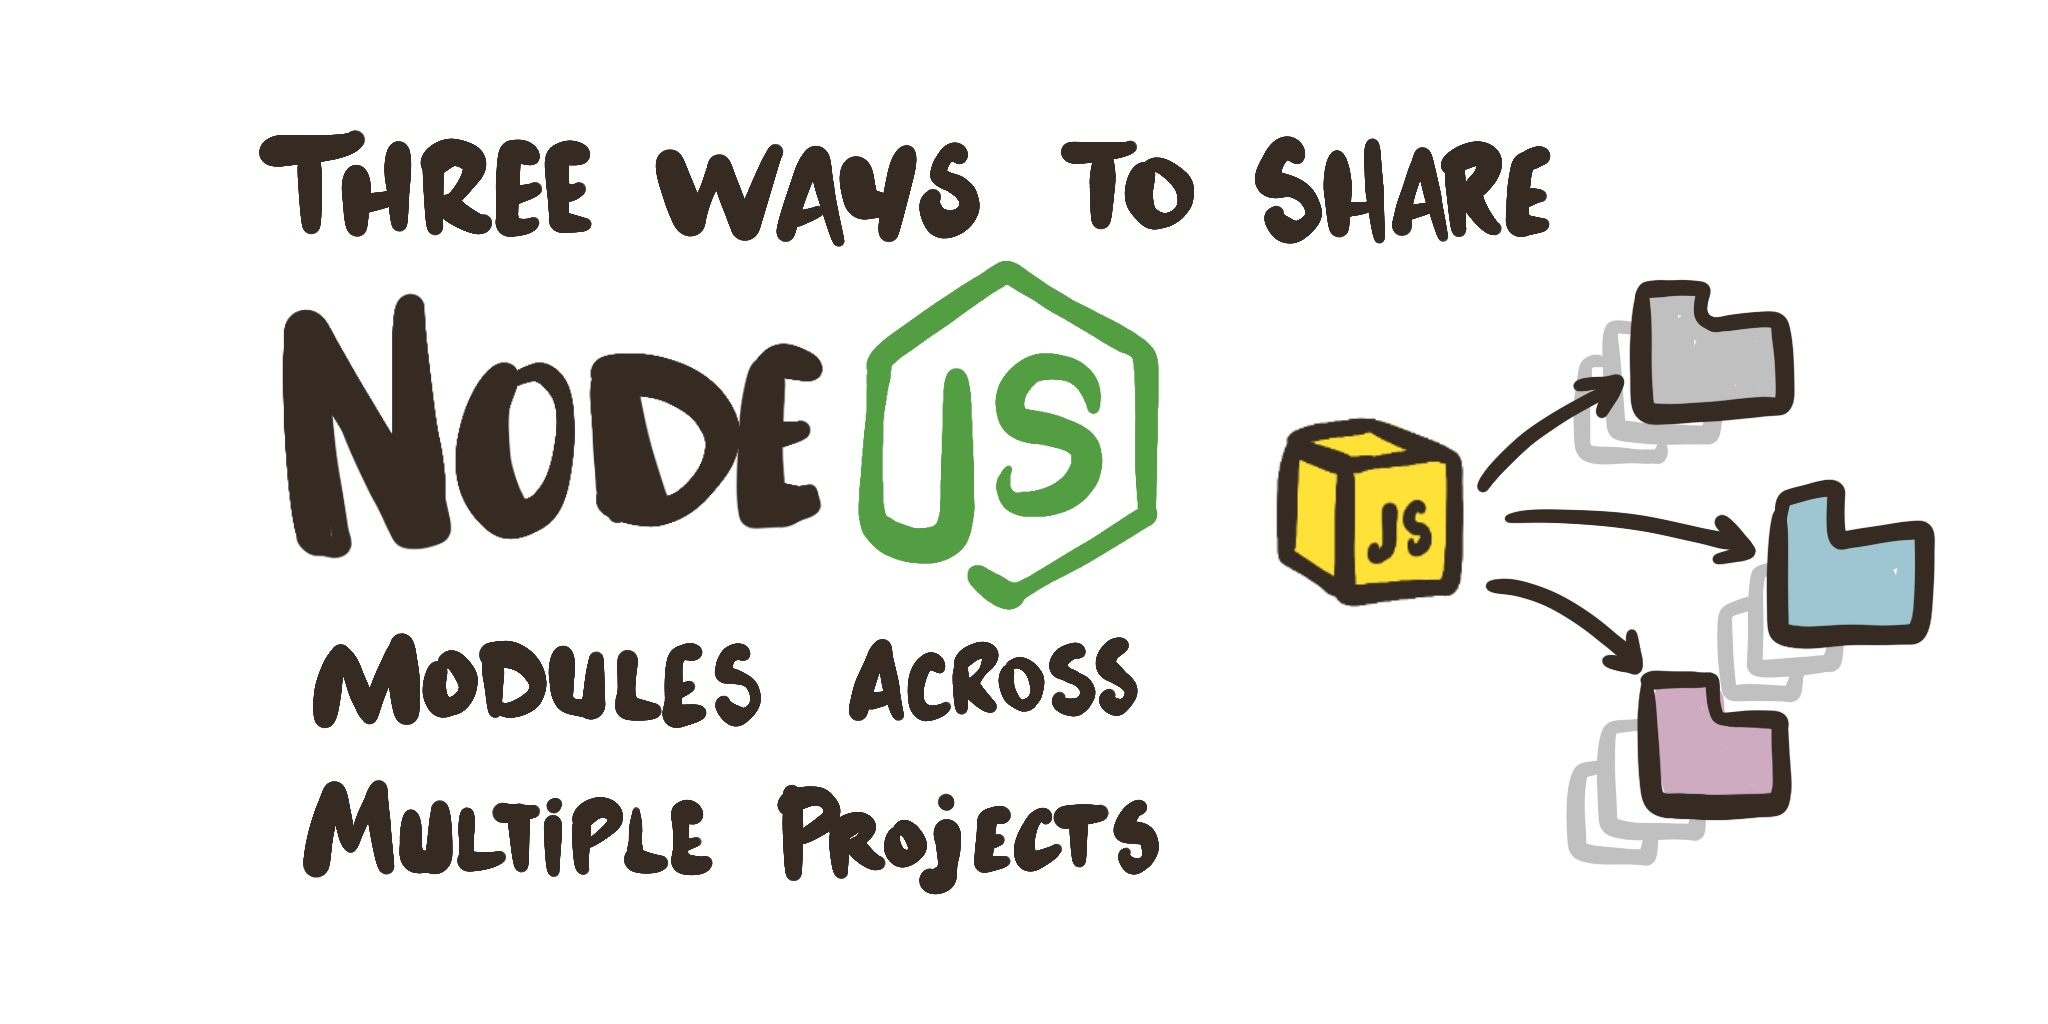 THREE WAYS TO SHARE
NODE JS
JS
MODULES ACROSS
MULTiPLE PROjECTS